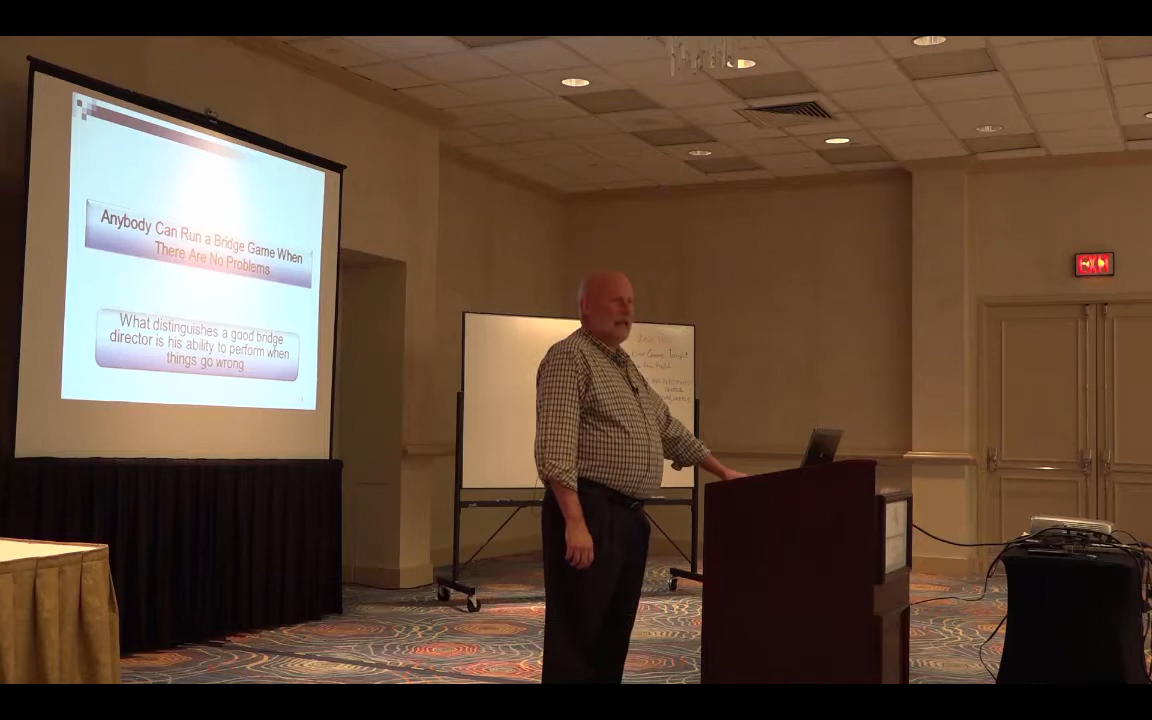 Anybody Can Run a Bridge Game When
There Are No Problems
What distinguishes a good bridge
director is his ability to perform when
things go wrong
EXIT